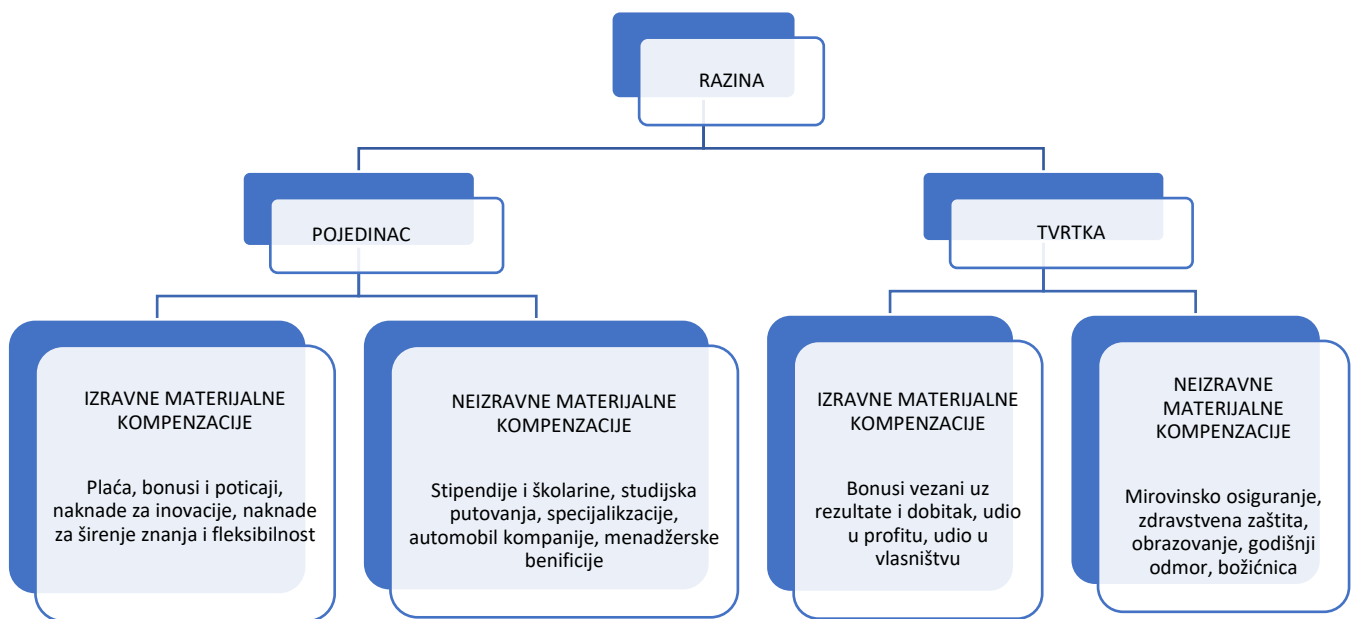 RAZINA
POJEDINAC
TVRTKA
IZRAVNE MATERIJALNE
KOMPENZACIJE
Plaća, bonusi i poticaji,
naknade za inovacije, naknade
za širenje znanja i fleksibilnost
NEIZRAVNE MATERIJALNE
KOMPENZACIJE
Stipendije i školarine, studijska
putovanja, specijalikzacije,
automobil kompanije, menadžerske
benificije
IZRAVNE MATERIJALNE
KOMPENZACIJE
Bonusi vezani uz
rezultate i dobitak, udio
u profitu, udio u
vlasništvu
NEIZRAVNE
MATERIJALNE
KOMPENZACIJE
Mirovinsko osiguranje,
zdravstvena zaštita,
obrazovanje, godišnji
odmor, božićnica